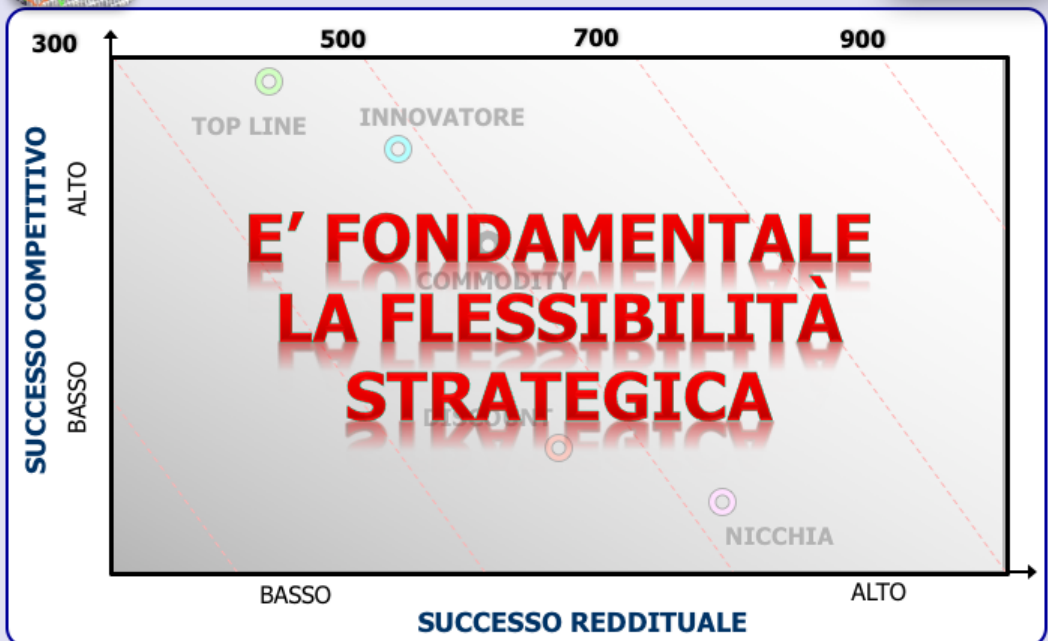 300 500 700 900
TOP LINE
INNOVATORE
SUCCESSO COMPETITIVO
ALTO
BASSO
E’ FONDAMENTALE
COMMODITY
LA FLESSIBILITÀ
STRATEGICA
DISCOUNT
NICCHIA
BASSO
ALTO
SUCCESSO REDDITUALE